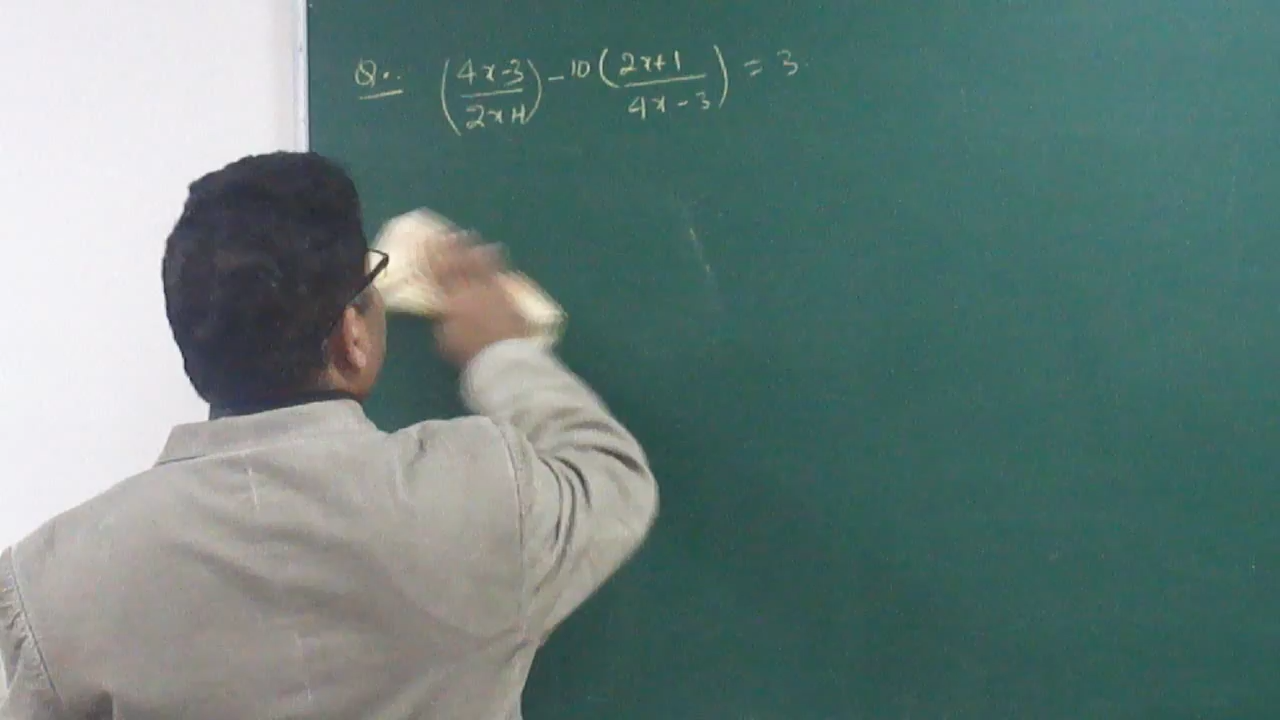 Q.. (4x-3/2x+1) - 10 (2x+1/4x-3) = 3